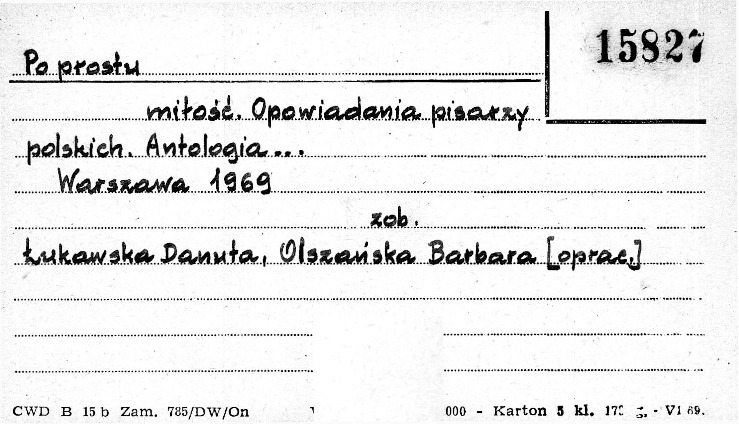 15827
Po prostu
miłość. Opowiadania pisarzy
polskich. Antologia...
Warszawa 1969
zob.
Łukawska Danuta, Olszańska Barbara [oprac.]
CWD B 15 b Zam. 785/DW/On 000 - Karton 5 kl. g. - VI 69.